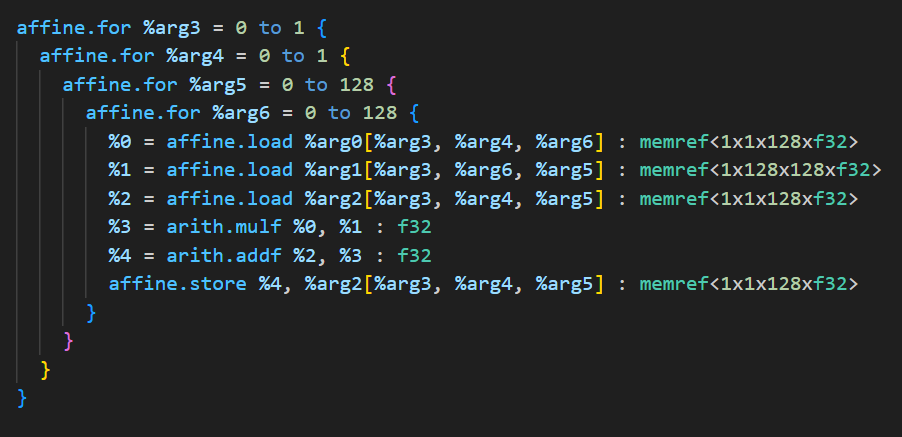 affine.for %arg3 = 0 to 1 {
  affine.for %arg4 = 0 to 1 {
    affine.for %arg5 = 0 to 128 {
      affine.for %arg6 = 0 to 128 {
        %0 = affine.load %arg0[%arg3, %arg4, %arg6] : memref<1x1x128xf32>
        %1 = affine.load %arg1[%arg3, %arg6, %arg5] : memref<1x128x128xf32>
        %2 = affine.load %arg2[%arg3, %arg4, %arg5] : memref<1x1x128xf32>
        %3 = arith.mulf %0, %1 : f32
        %4 = arith.addf %2, %3 : f32
        affine.store %4, %arg2[%arg3, %arg4, %arg5] : memref<1x1x128xf32>
      }
    }
  }
}